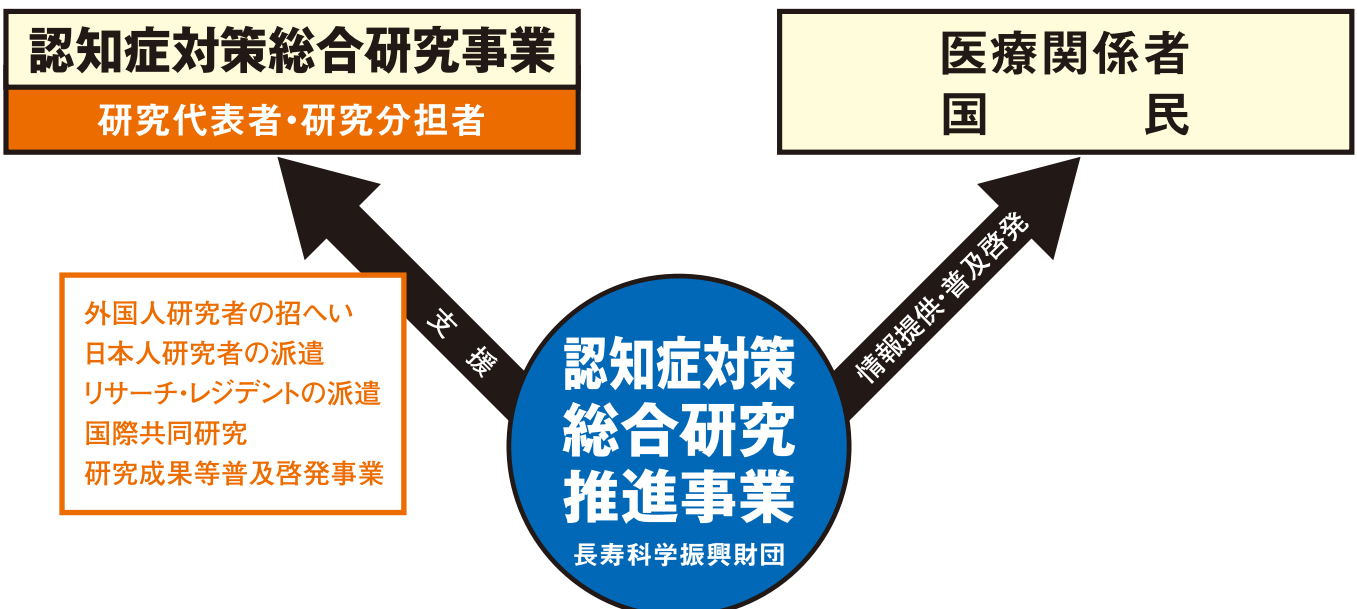 認知症対策総合研究事業
研究代表者・研究分担者
医療関係者
国　　　民
支　援
情報提供・普及啓発
外国人研究者の招へい
日本人研究者の派遣
リサーチ・レジデントの派遣
国際共同研究
研究成果等普及啓発事業
認知症対策
総合研究
推進事業
長寿科学振興財団